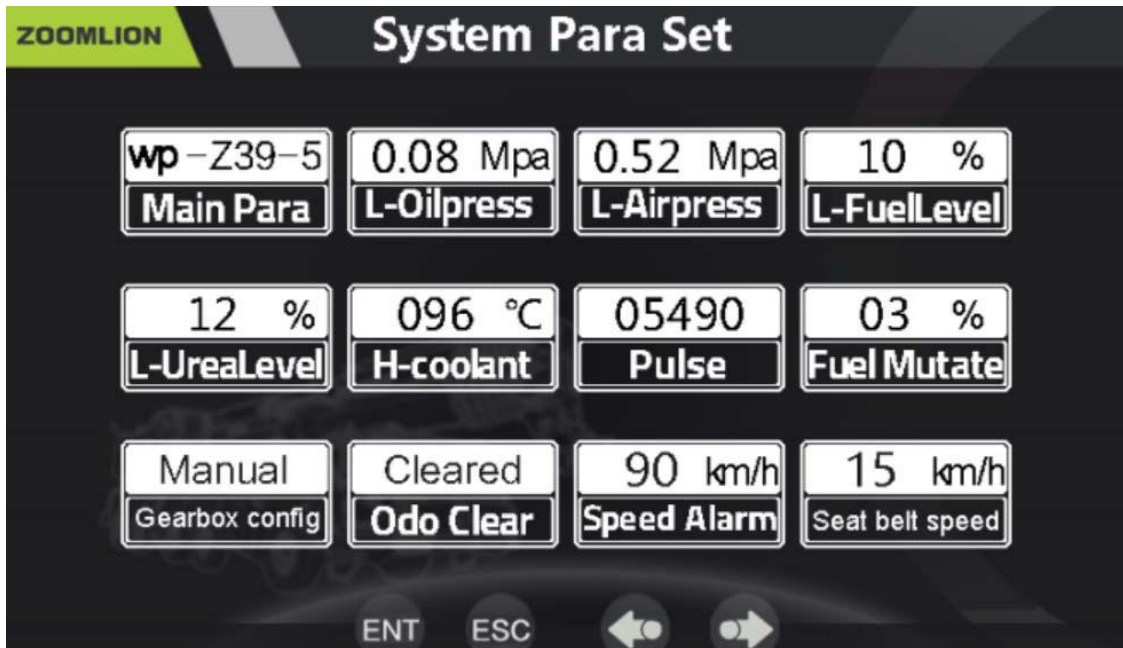 ZOOMLION
System Para Set
wp-Z39-5
Main Para
0.08 Mpa
L-Oilpress
0.52 Mpa
L-Airpress
10 %
L-FuelLevel
12 %
L-UreaLevel
096 ℃
H-coolant
05490
Pulse
03 %
Fuel Mutate
Manual
Gearbox config
Cleared
Odo Clear
90 km/h
Speed Alarm
15 km/h
Seat belt speed
ENT ESC